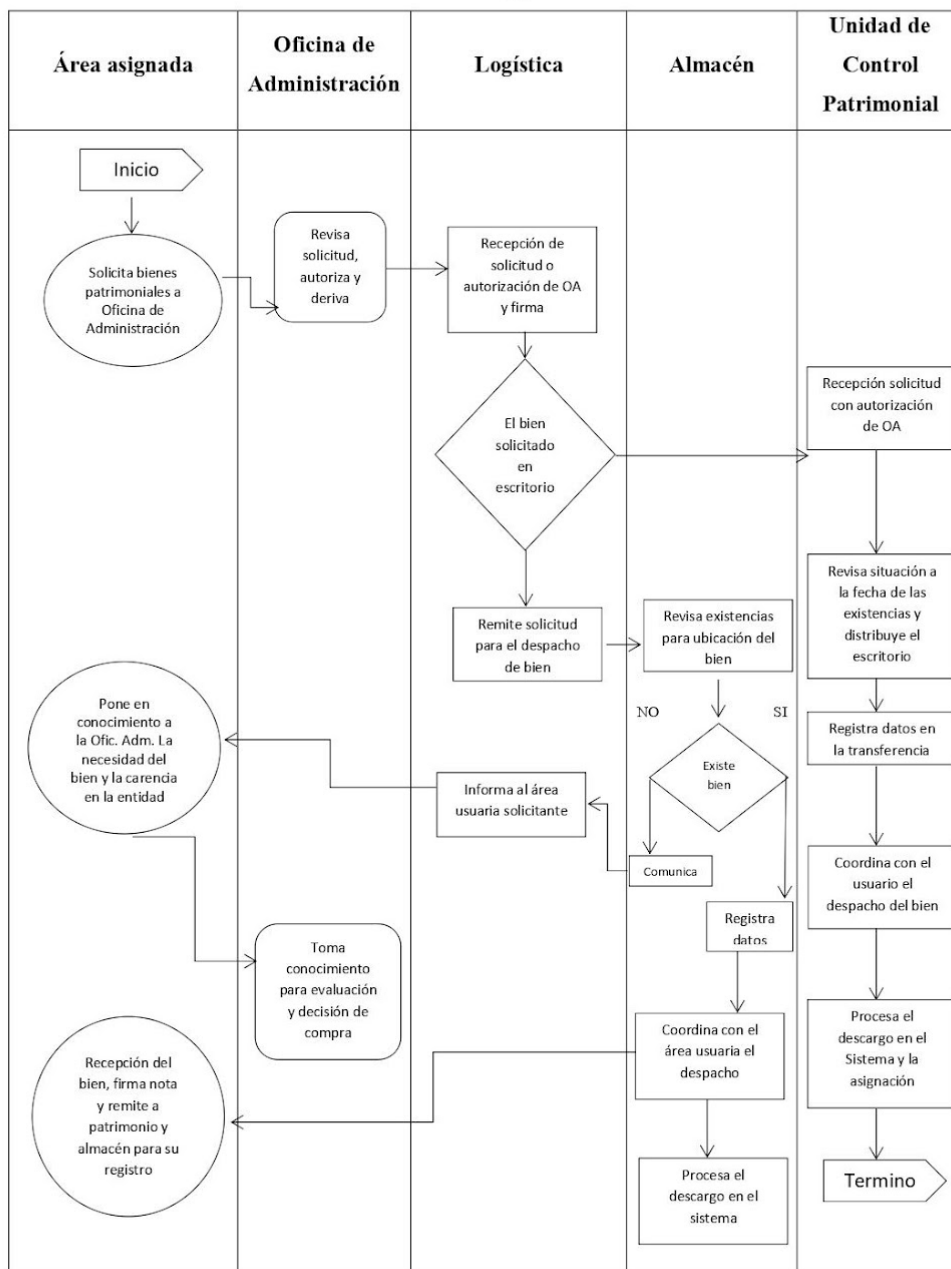 Área asignada
Oficina de
Administración
Logística
Almacén
Unidad de
Control
Patrimonial
Inicio
Solicita bienes
patrimoniales a
Oficina de
Administración
Revisa
solicitud,
autoriza y
deriva
Recepción de
solicitud o
autorización de OA
y firma
El bien
solicitado
en
escritorio
Recepción solicitud
con autorización
de OA
Remite solicitud
para el despacho
de bien
Revisa existencias
para ubicación del
bien
Revisa situación a
la fecha de las
existencias y
distribuye el
escritorio
NO
SI
Existe
bien
Registra datos
en la
transferencia
Pone en
conocimiento a
la Ofic. Adm. La
necesidad del
bien y la carencia
en la entidad
Informa al área
usuaria solicitante
Comunica
Registra
datos
Coordina con el
usuario el
despacho del bien
Toma
conocimiento
para evaluación
y decisión de
compra
Coordina con el
área usuaria el
despacho
Procesa el
descargo en el
Sistema y la
asignación
Recepción del
bien, firma nota
y remite a
patrimonio y
almacén para su
registro
Procesa el
descargo en el
sistema
Termino